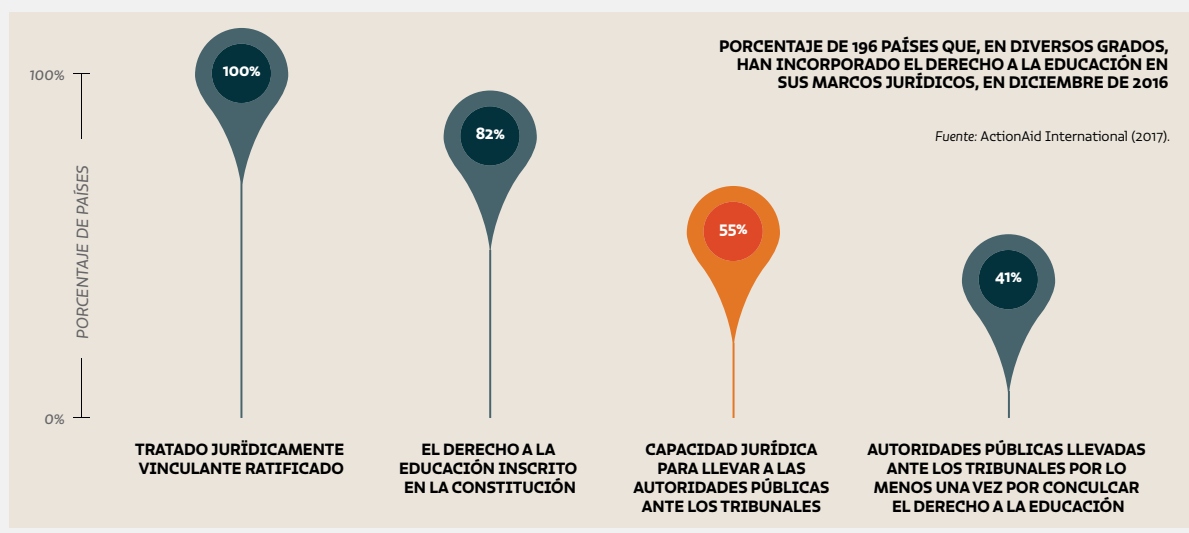 PORCENTAJE DE 196 PAÍSES QUE, EN DIVERSOS GRADOS,
HAN INCORPORADO EL DERECHO A LA EDUCACIÓN EN
SUS MARCOS JURÍDICOS, EN DICIEMBRE DE 2016
Fuente: ActionAid International (2017).
100%
PORCENTAJE DE PAÍSES
0%
100%
82%
55%
41%
TRATADO JURÏDICAMENTE
VINCULANTE RATIFICADO
EL DERECHO A LA
EDUCACIÓN INSCRITO
EN LA CONSTITUCIÓN
CAPACIDAD JURÍDICA
PARA LLEVAR A LAS
AUTORIDADES PÚBLICAS
ANTE LOS TRIBUNALES
AUTORIDADES PÚBLICAS LLEVADAS
ANTE LOS TRIBUNALES POR LO
MENOS UNA VEZ POR CONCULCAR
EL DERECHO A LA EDUCACIÓN